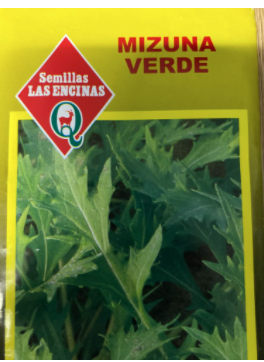 MIZUNA
VERDE
Semillas
LAS ENCINAS